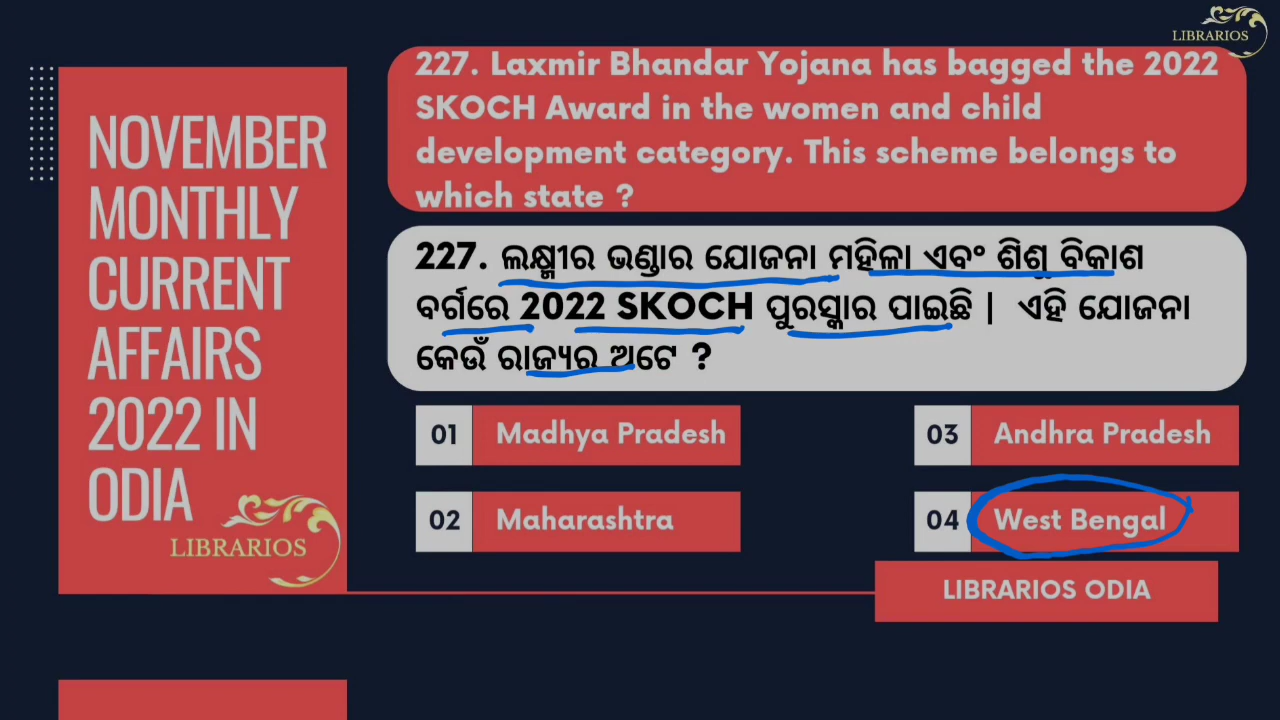 LIBRARIOS
NOVEMBER
MONTHLY
CURRENT
AFFAIRS
2022 IN
ODIA
LIBRARIOS
227. Laxmir Bhandar Yojana has bagged the 2022
SKOCH Award in the women and child
development category. This scheme belongs to
which state ?
227. ଲକ୍ଷ୍ମୀର ଭଣ୍ଡାର ଯୋଜନା ମହିଳା ଏବଂ ଶିଶୁ ବିକାଶ
ବର୍ଗରେ 2022 SKOCH ପୁରସ୍କାର ପାଇଛି | ଏହି ଯୋଜନା
କେଉଁ ରାଜ୍ୟର ଅଟେ ?
01 Madhya Pradesh
02 Maharashtra
03 Andhra Pradesh
04 West Bengal
LIBRARIOS ODIA